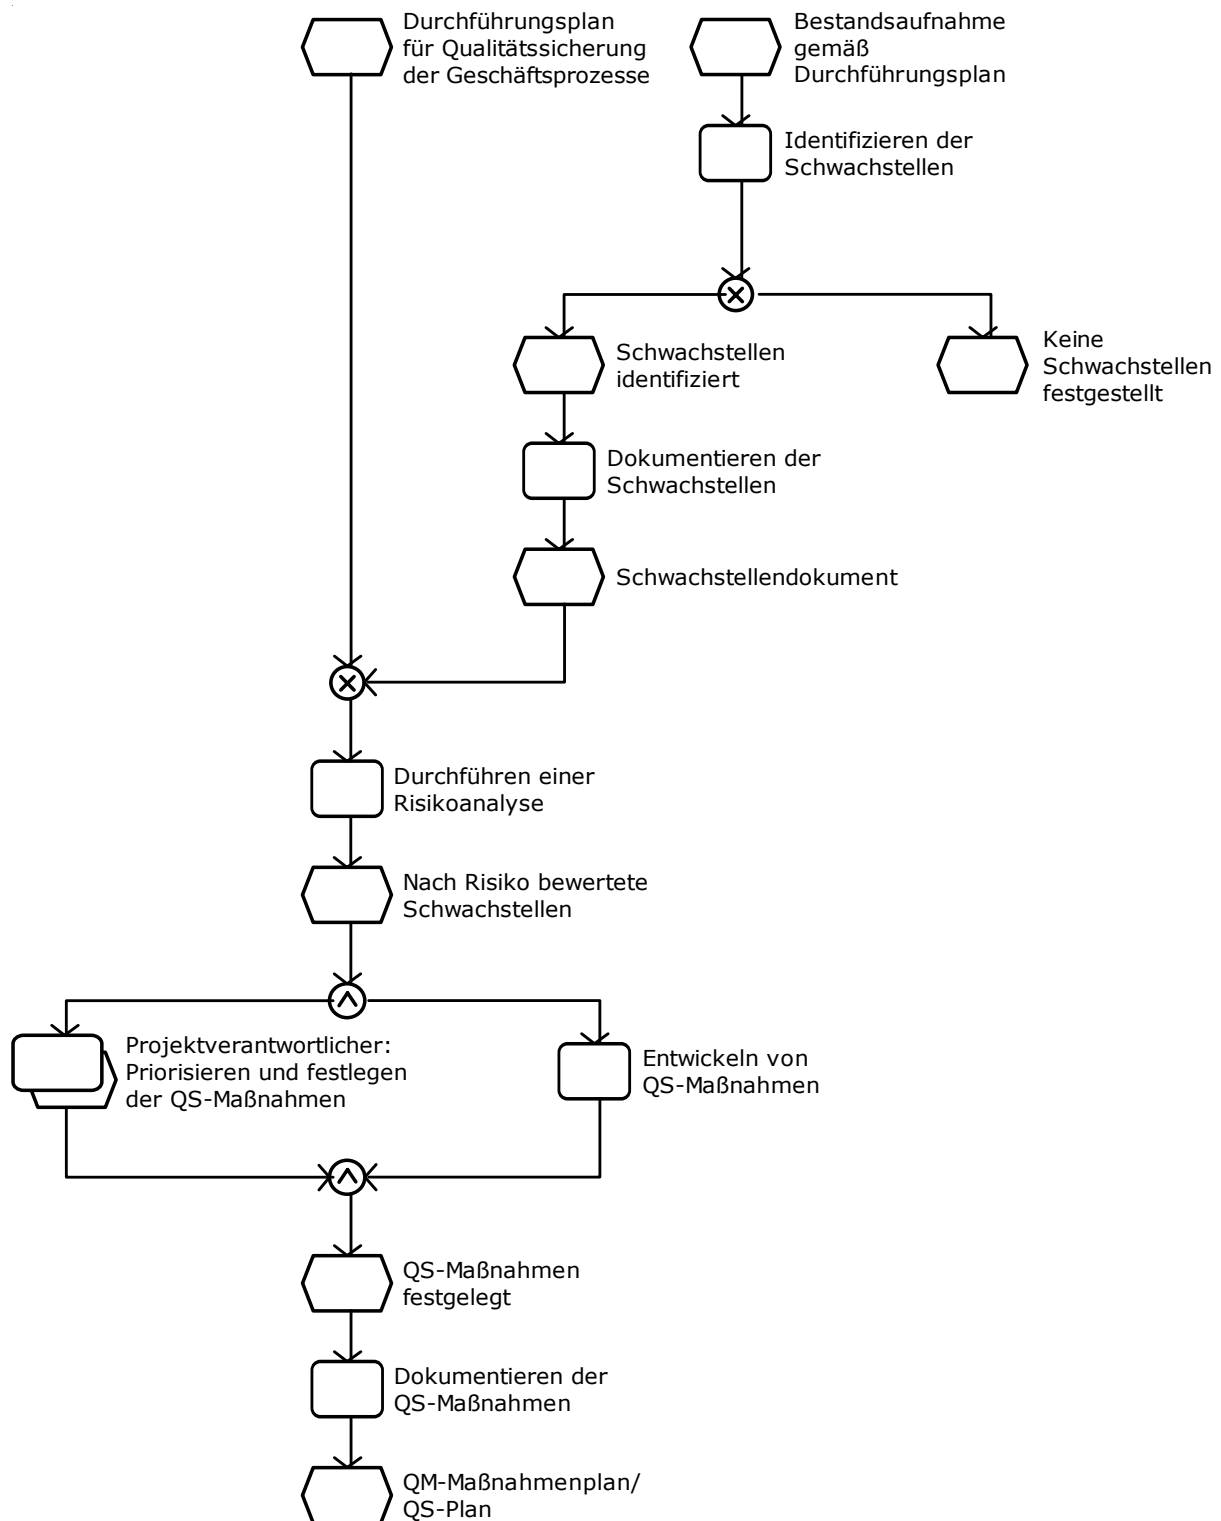 Durchführungsplan
für Qualitätssicherung
der Geschäftsprozesse
Bestandsaufnahme
gemäß
Durchführungsplan
Identifizieren der
Schwachstellen
Schwachstellen
identifiziert
Keine
Schwachstellen
festgestellt
Dokumentieren der
Schwachstellen
Schwachstellendokument
Durchführen einer
Risikoanalyse
Nach Risiko bewertete
Schwachstellen
Projektverantwortlicher:
Priorisieren und festlegen
der QS-Maßnahmen
Entwickeln von
QS-Maßnahmen
QS-Maßnahmen
festgelegt
Dokumentieren der
QS-Maßnahmen
QM-Maßnahmenplan/
QS-Plan